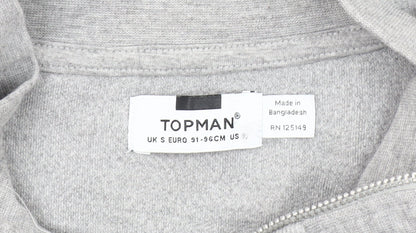 TOPMAN®
UK S EURO 91-96CM US
Made in
Bangladesh
RN 125149